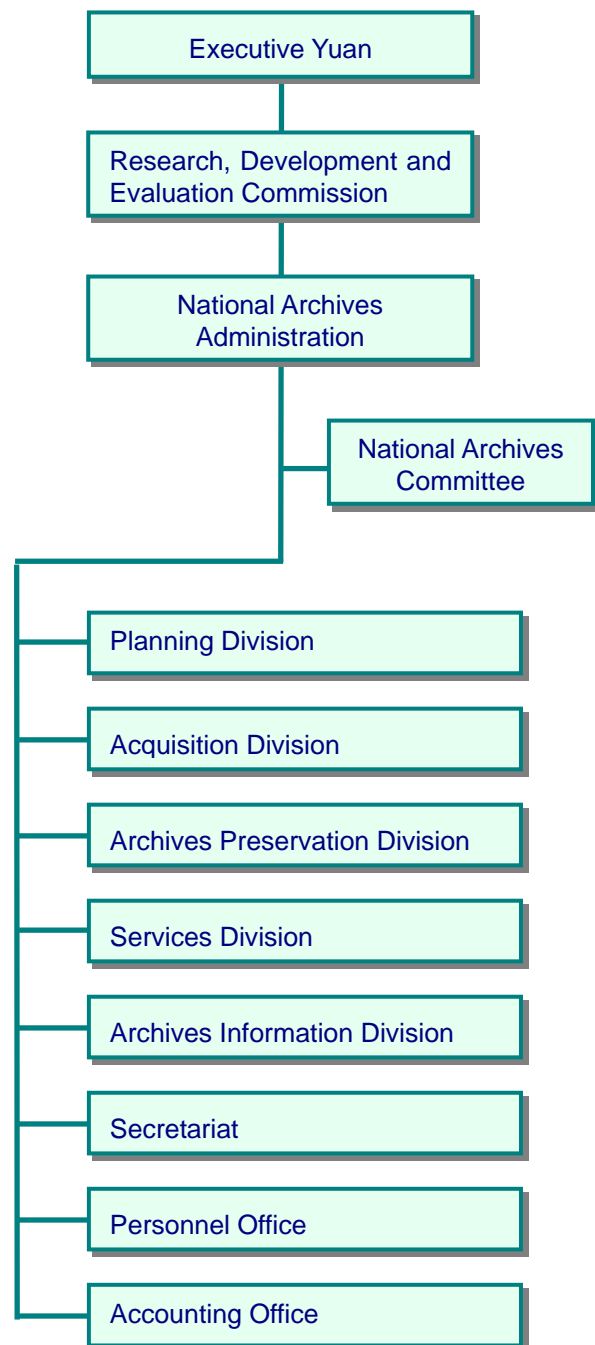 Executive Yuan
Research, Development and
Evaluation Commission
National Archives
Administration
National Archives
Committee
Planning Division
Acquisition Division
Archives Preservation Division
Services Division
Archives Information Division
Secretariat
Personnel Office
Accounting Office